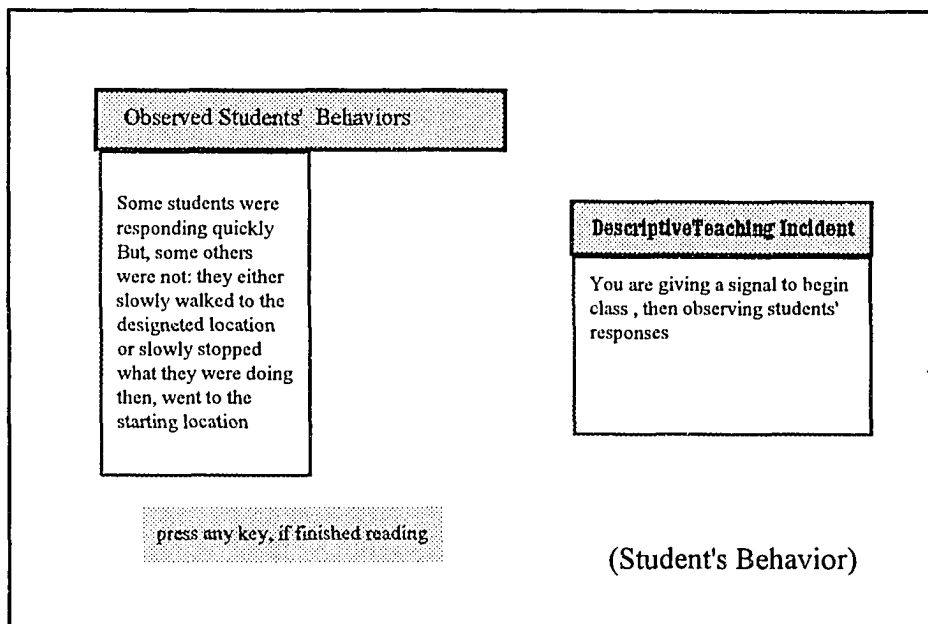 Observed Students' Behaviors
Some students were
responding quickly
But, some others
were not: they either
slowly walked to the
designeted location
or slowly stopped
what they were doing
then, went to the
starting location
press any key, if finished reading
DescriptiveTeaching Incident
You are giving a signal to begin
class , then observing students'
responses
(Student's Behavior)